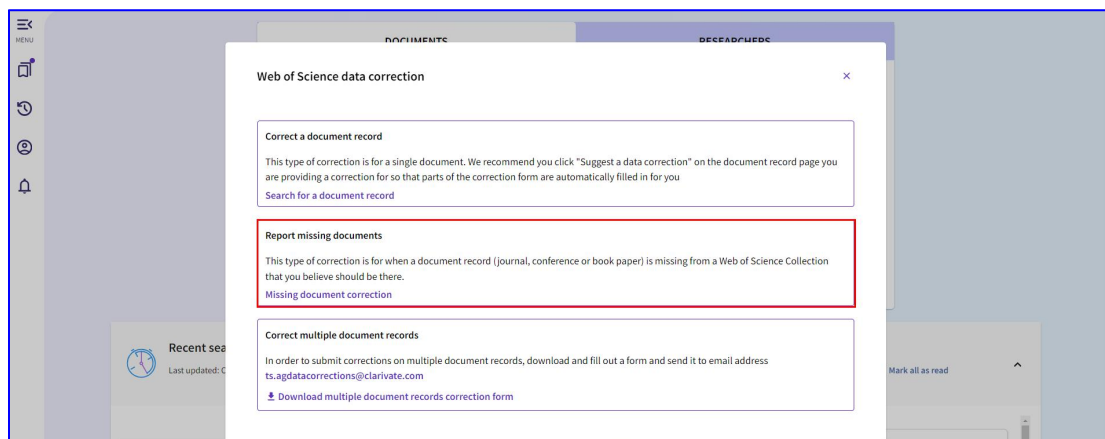 MENU
DOCUMENTS
RESEARCHERS
Web of Science data correction
×
Correct a document record
This type of correction is for a single document. We recommend you click "Suggest a data correction" on the document record page you
are providing a correction for so that parts of the correction form are automatically filled in for you
Search for a document record
Report missing documents
This type of correction is for when a document record (journal, conference or book paper) is missing from a Web of Science Collection
that you believe should be there.
Missing document correction
Correct multiple document records
In order to submit corrections on multiple document records, download and fill out a form and send it to email address
ts.agdatacorrections@clarivate.com
Download multiple document records correction form
Recent sea
Last updated: C
Mark all as read